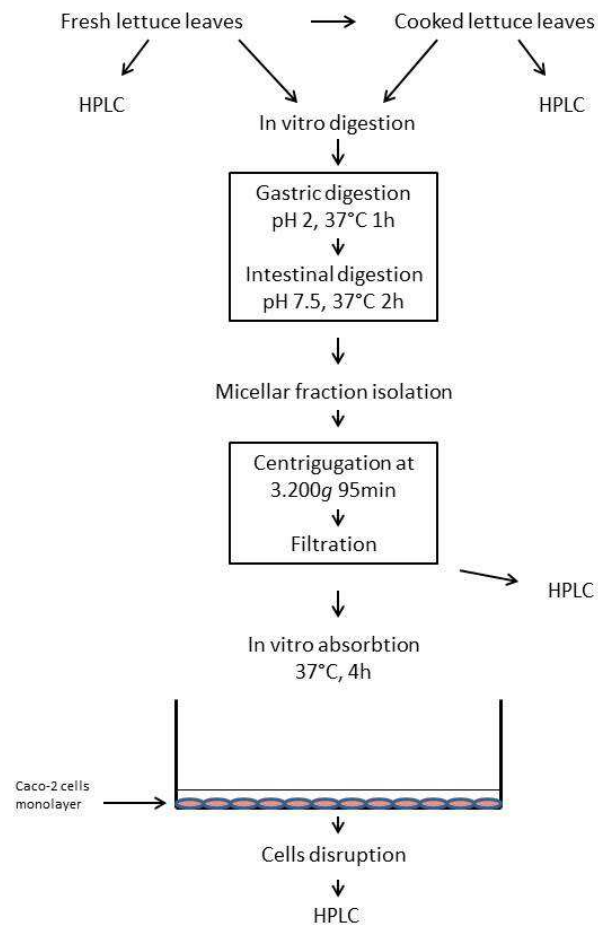 Fresh lettuce leaves
Cooked lettuce leaves
HPLC
HPLC
In vitro digestion
Gastric digestion
pH 2, 37°C 1h
Intestinal digestion
pH 7.5, 37°C 2h
Micellar fraction isolation
Centrigugation at
3.200g 95min
Filtration
HPLC
In vitro absorbtion
37°C, 4h
Caco-2 cells
monolayer
Cells disruption
HPLC